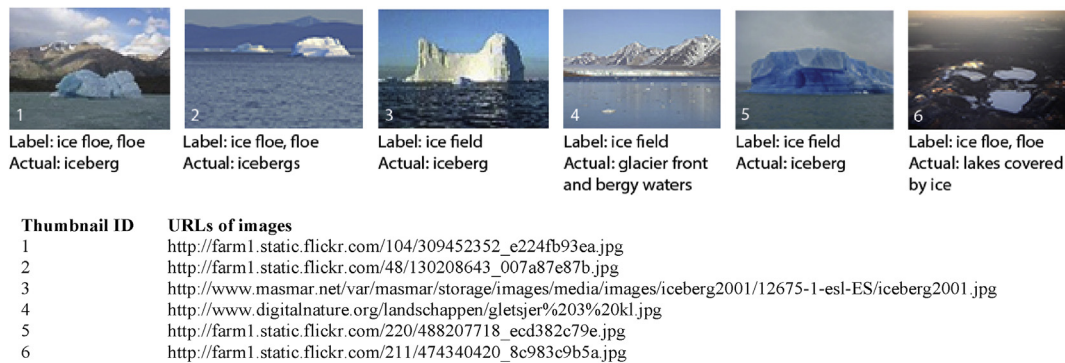 1
2
3
4
5
6
Label: ice floe, floe
Actual: iceberg
Label: ice floe, floe
Actual: icebergs
Label: ice field
Actual: iceberg
Label: ice field
Actual: glacier front
and bergy waters
Label: ice field
Actual: iceberg
Label: ice floe, floe
Actual: lakes covered
by ice
Thumbnail ID URLs of images
1 http://farm1.static.flickr.com/104/309452352_e224fb93ea.jpg
2 http://farm1.static.flickr.com/48/130208643_007a87e87b.jpg
3 http://www.masmar.net/var/masmar/storage/images/media/images/iceberg2001/12675-1-esl-ES/iceberg2001.jpg
4 http://www.digitalnature.org/landschappen/gletsjer%203%20kl.jpg
5 http://farm1.static.flickr.com/220/488207718_ecd382c79e.jpg
6 http://farm1.static.flickr.com/211/474340420_8c983c9b5a.jpg